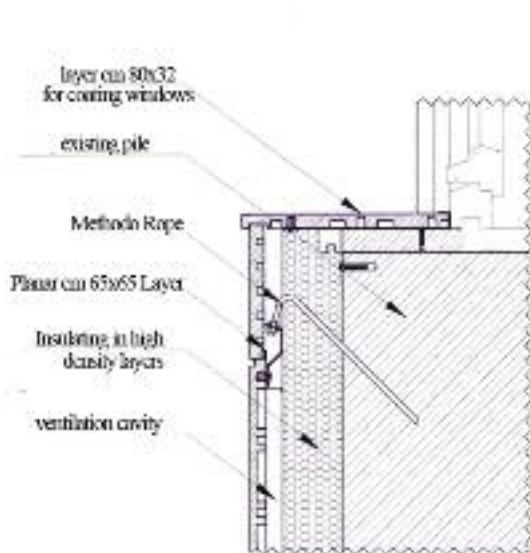 layer cm 80x32
for coating windows
existing pile
Methodo Rope
Planar cm 65x65 Layer
Insulating in high
density layers
ventilation cavity